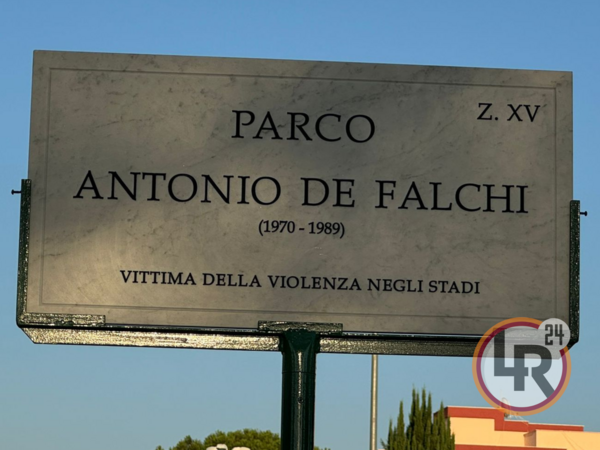 Z. XV
PARCO
ANTONIO DE FALCHI
(1970 - 1989)
VITTIMA DELLA VIOLENZA NEGLI STADI
LR 24